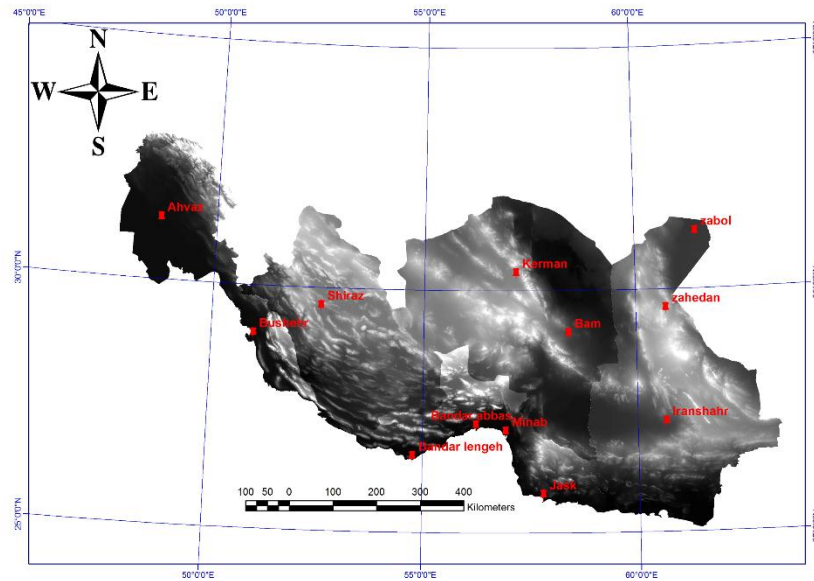 45°0'0"E
50°0'0"E
55°0'0"E
60°0'0"E
N
W E
S
Ahvaz
zabol
30°0'0"N
Kerman
Shiraz
zahedan
Bushehr
Bam
Bandar abbas
Minab
Iranshahr
Bandar lengeh
Jask
100 50 0 100 200 300 400
Kilometers
25°0'0"N
50°0'0"E
55°0'0"E
60°0'0"E